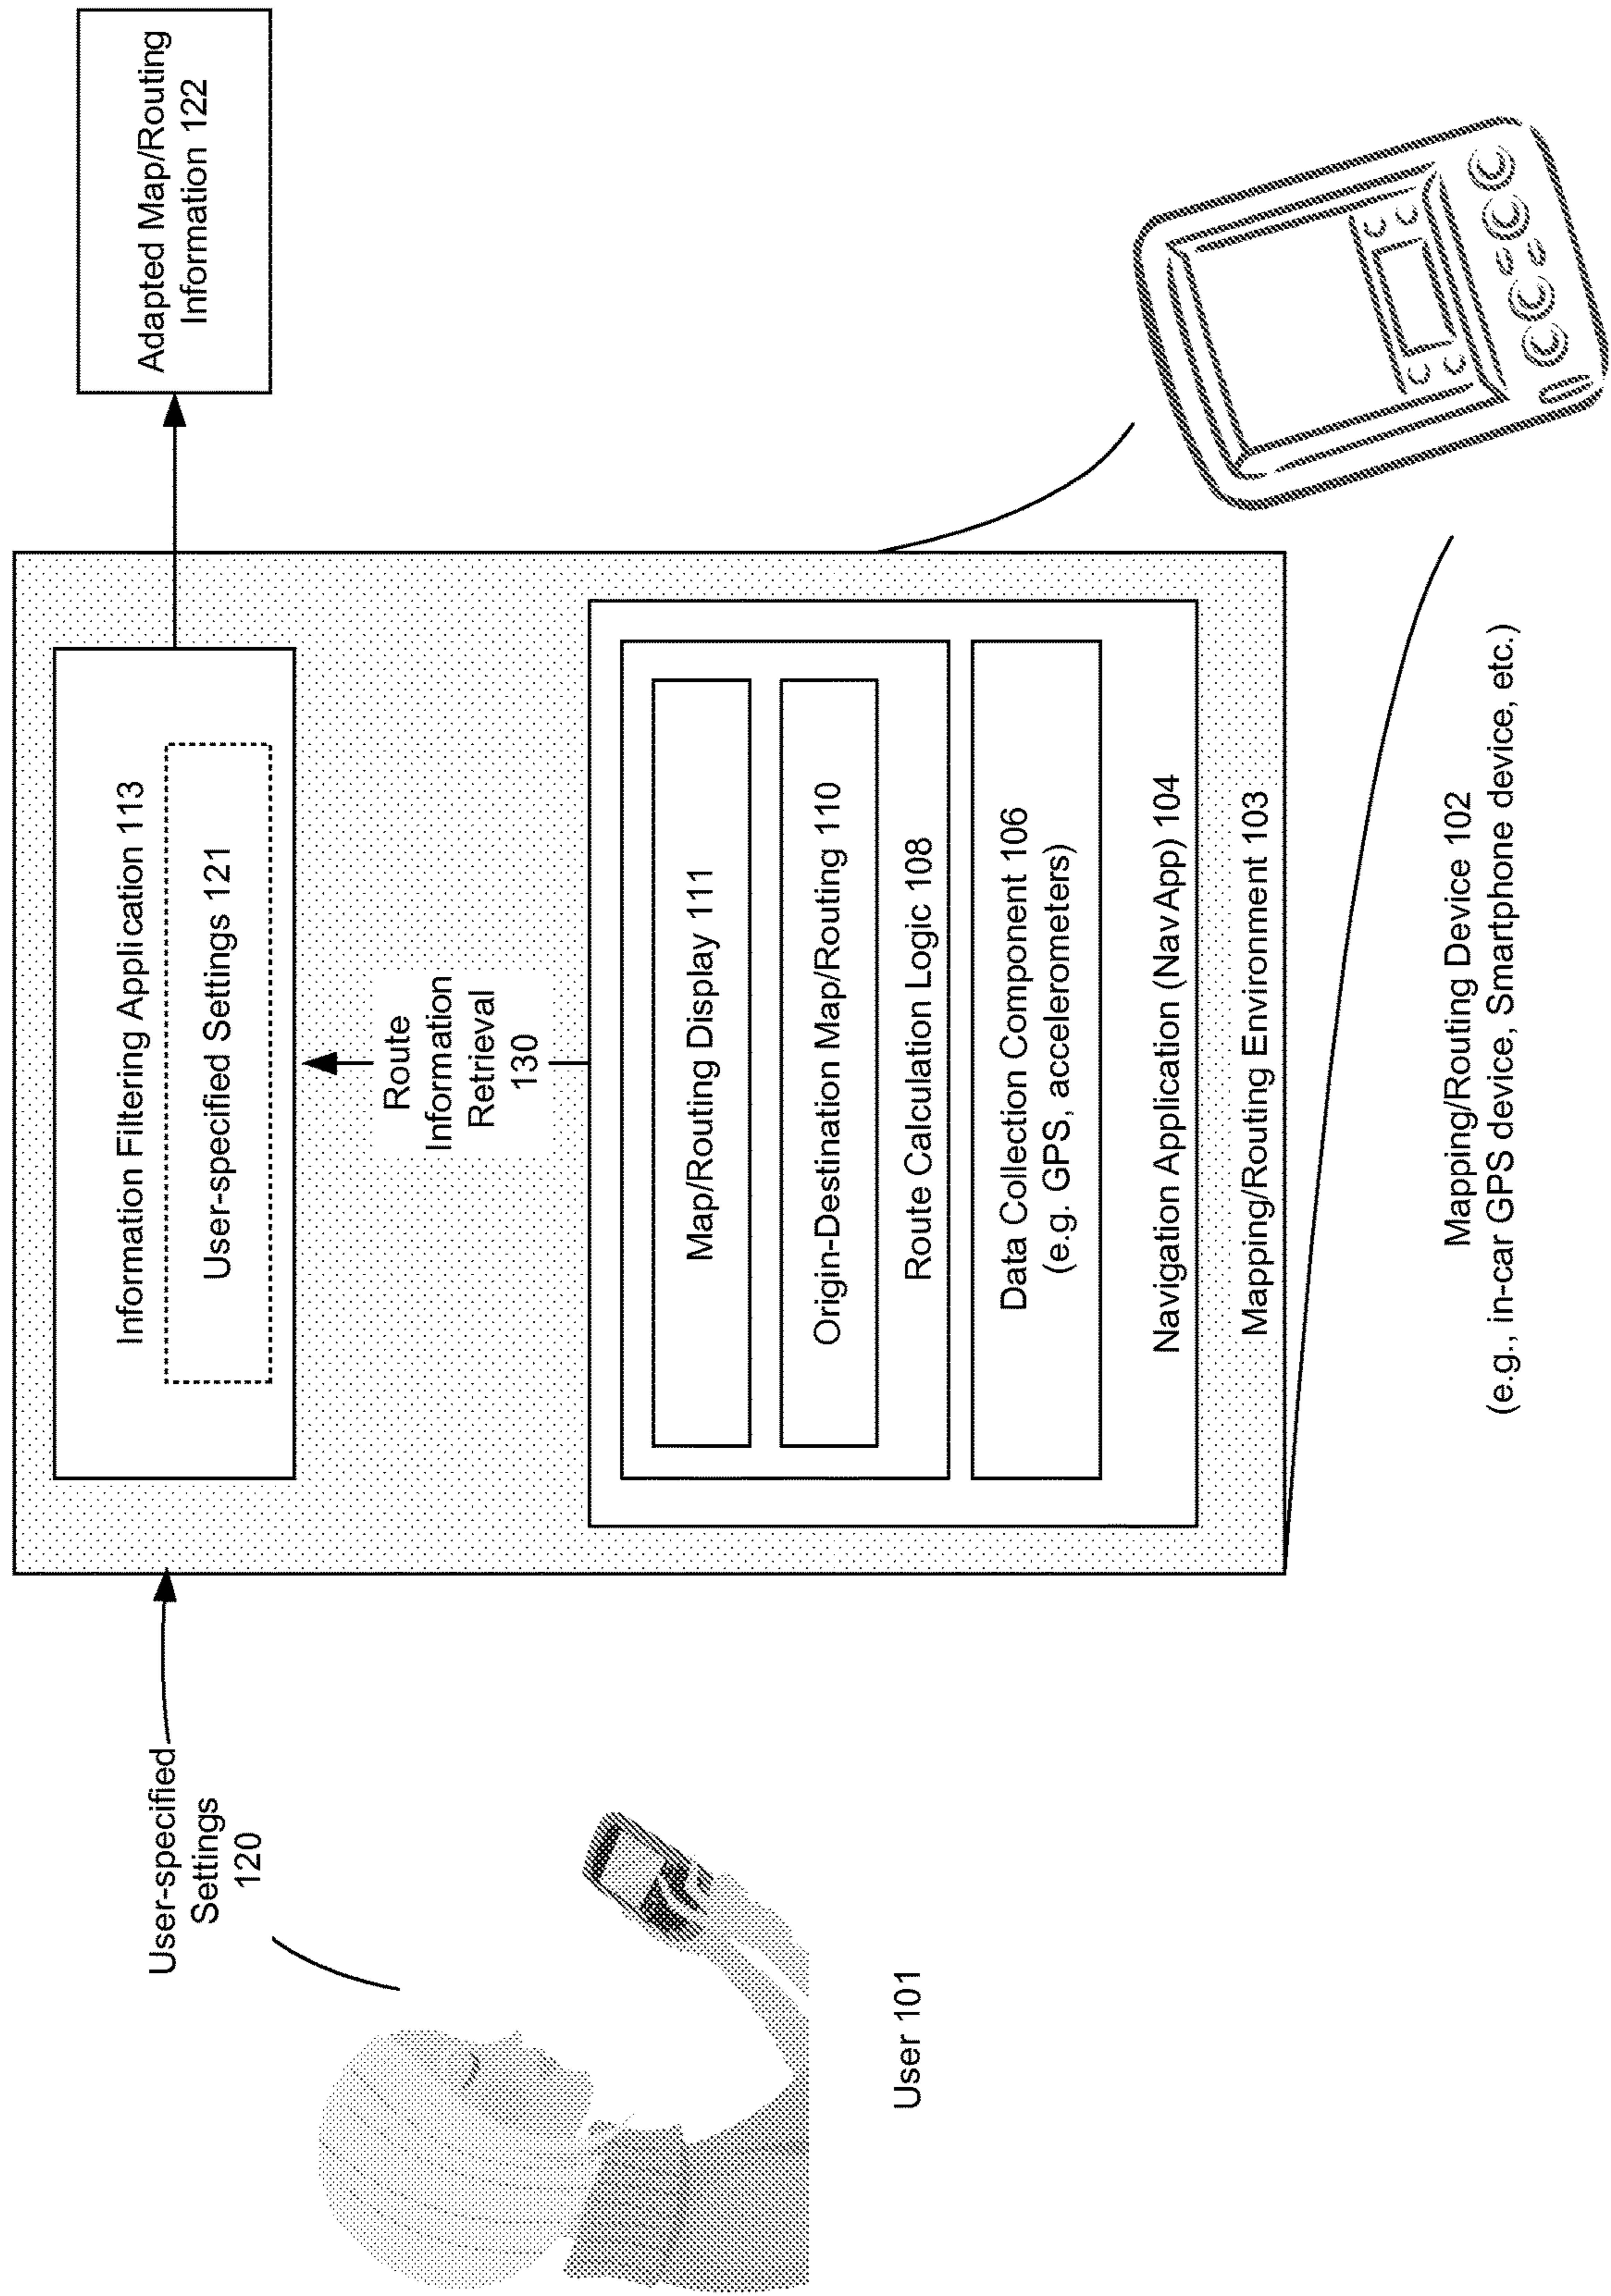 User-specified
Settings
120
User 101
Information Filtering Application 113
User-specified Settings 121
Route
Information
Retrieval
130
Map/Routing Display 111
Origin-Destination Map/Routing 110
Route Calculation Logic 108
Data Collection Component 106
(e.g. GPS, accelerometers)
Navigation Application (Nav App) 104
Mapping/Routing Environment 103
Adapted Map/Routing
Information 122
Mapping/Routing Device 102
(e.g., in-car GPS device, Smartphone device, etc.)